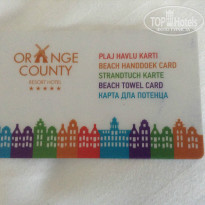 TOP
Hotels
ORANGE
COUNTY
RESORT HOTEL
PLAJ HAVLU KARTI
BEACH HANDDOEK CARD
STRANDTUCH KARTE
BEACH TOWEL CARD
КАРТА ДЛЯ ПОТЕНЦА